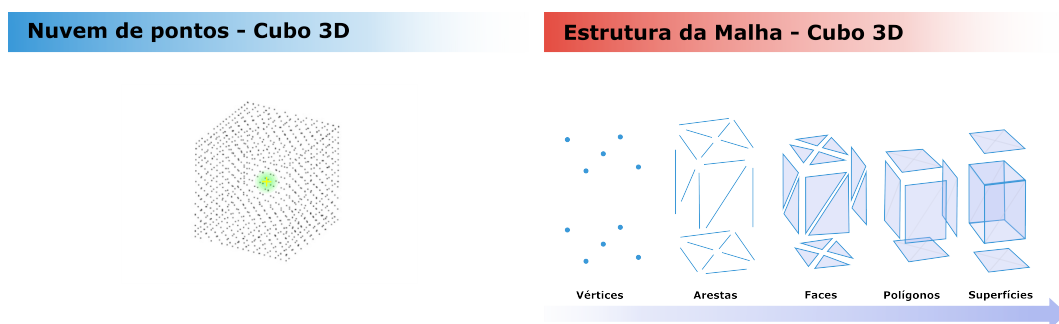 Nuvem de pontos - Cubo 3D
Estrutura da Malha - Cubo 3D
Vértices
Arestas
Faces
Polígonos
Superfícies